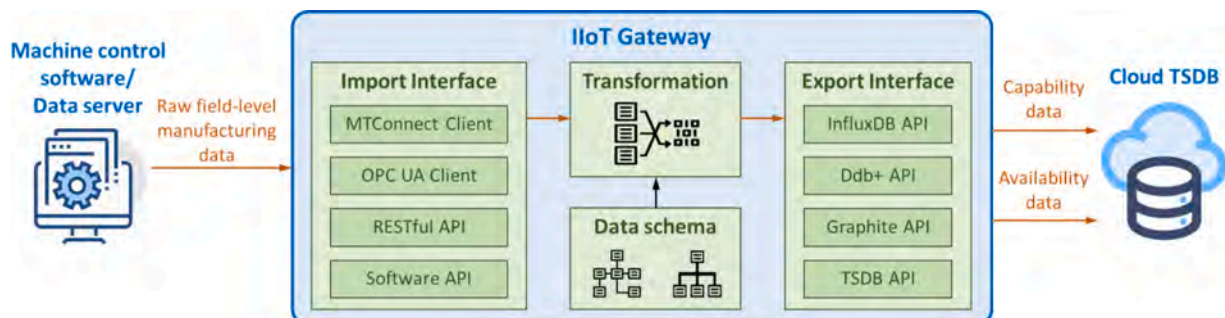 IIoT Gateway
Machine control
software/
Data server
Raw field-level
manufacturing
data
Import Interface
MTConnect Client
OPC UA Client
RESTful API
Software API
Transformation
Data schema
Export Interface
InfluxDB API
Ddb+ API
Graphite API
TSDB API
Capability
data
Availability
data
Cloud TSDB